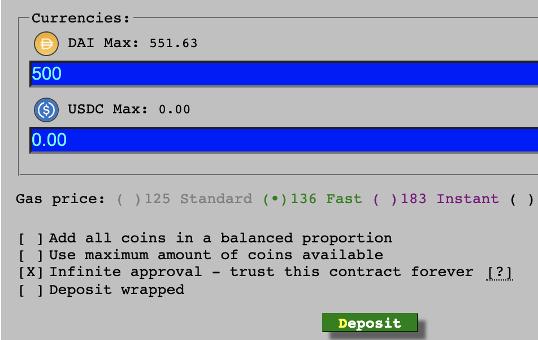 Currencies:
DAI Max: 551.63
500
USDC Max: 0.00
0.00
Gas price: ( )125 Standard (•)136 Fast ( )183 Instant ( )
[ ]Add all coins in a balanced proportion
[ ]Use maximum amount of coins available
[X]Infinite approval - trust this contract forever [?]
[ ]Deposit wrapped
Deposit